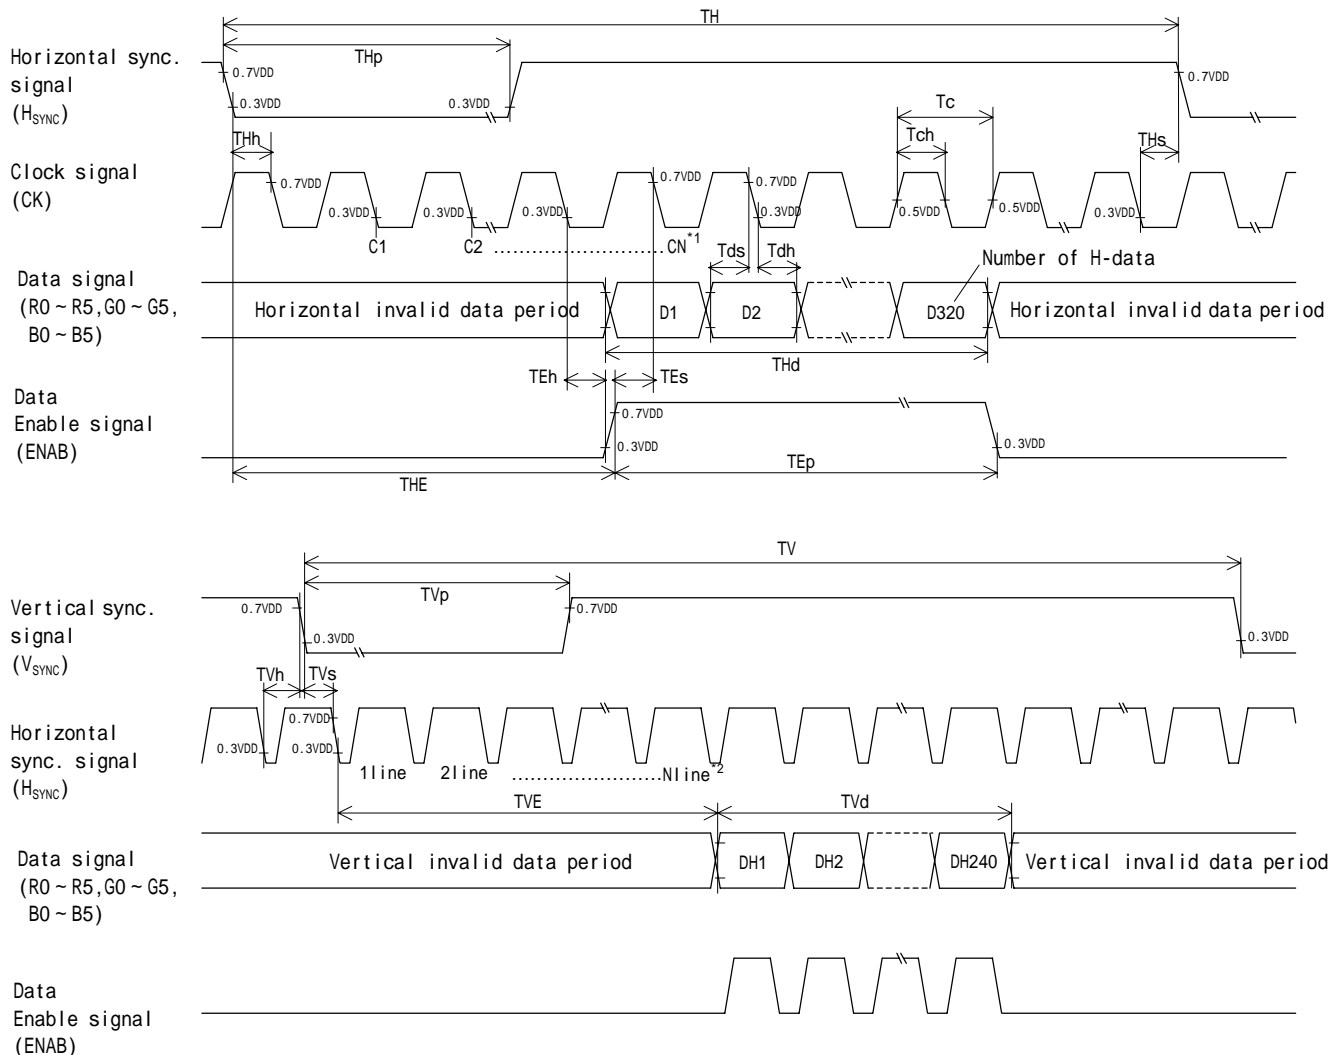 TH
THp
Horizontal sync.
signal
(HSYNC)
0.7VDD
0.3VDD
0.3VDD
0.7VDD
Tc
Tch
THh
THs
Clock signal
(CK)
0.7VDD
0.3VDD
0.3VDD
0.3VDD
0.7VDD
0.7VDD
0.3VDD
0.5VDD
0.5VDD
0.3VDD
C1
C2 ........................CN*1
Tds
Tdh
Number of H-data
Data signal
(R0~R5,G0~G5,
B0~B5)
Horizontal invalid data period
D1
D2
D320
Horizontal invalid data period
THd
TEh
TEs
Data
Enable signal
(ENAB)
0.7VDD
0.3VDD
0.3VDD
THE
TEp
TV
TVp
Vertical sync.
signal
(VSYNC)
0.7VDD
0.3VDD
0.7VDD
0.3VDD
TVh
TVs
Horizontal
sync. signal
(HSYNC)
0.7VDD
0.3VDD
0.3VDD
1line
2line
......................Nline*2
TVE
TVd
Data signal
(R0~R5,G0~G5,
B0~B5)
Vertical invalid data period
DH1
DH2
DH240
Vertical invalid data period
Data
Enable signal
(ENAB)